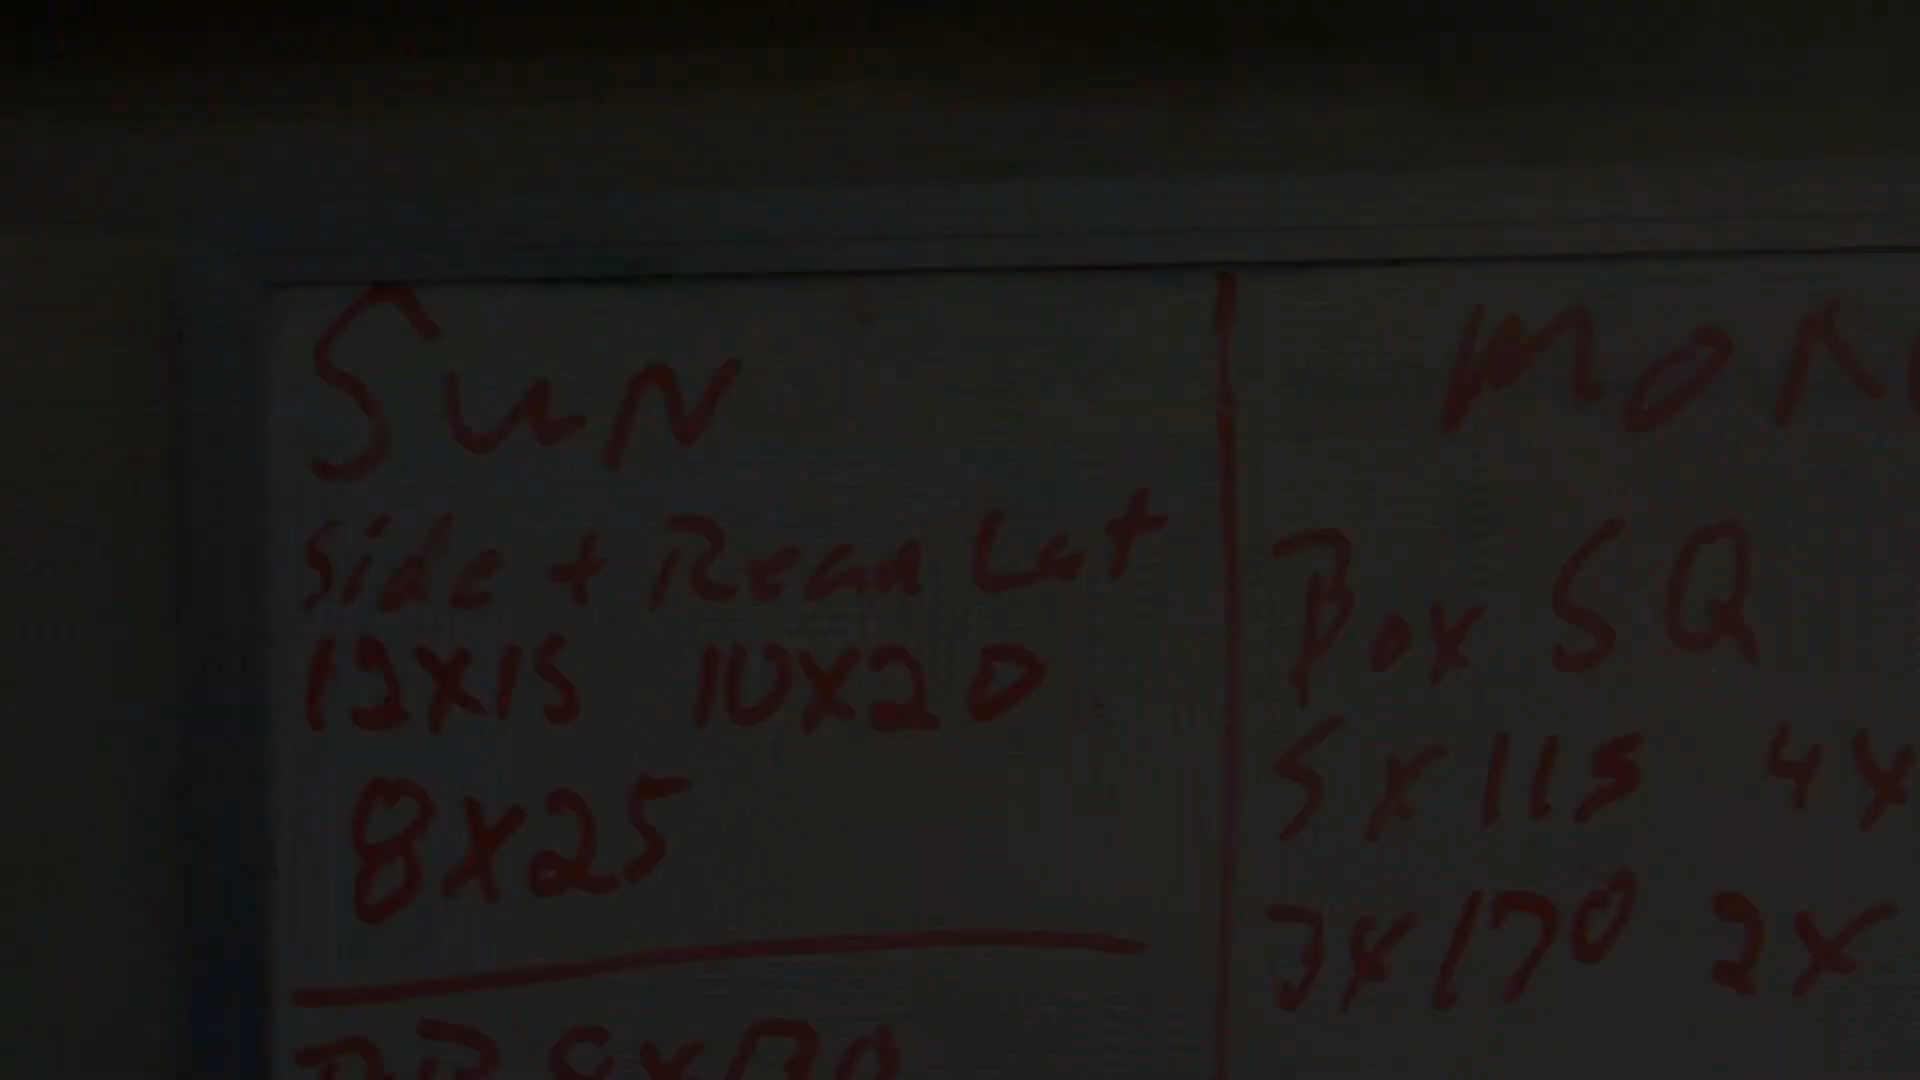 Sun
Side + Rear Lat
12x15 10x20
8x25
Mon
Box SQ
5x115 4x
3x170 2x